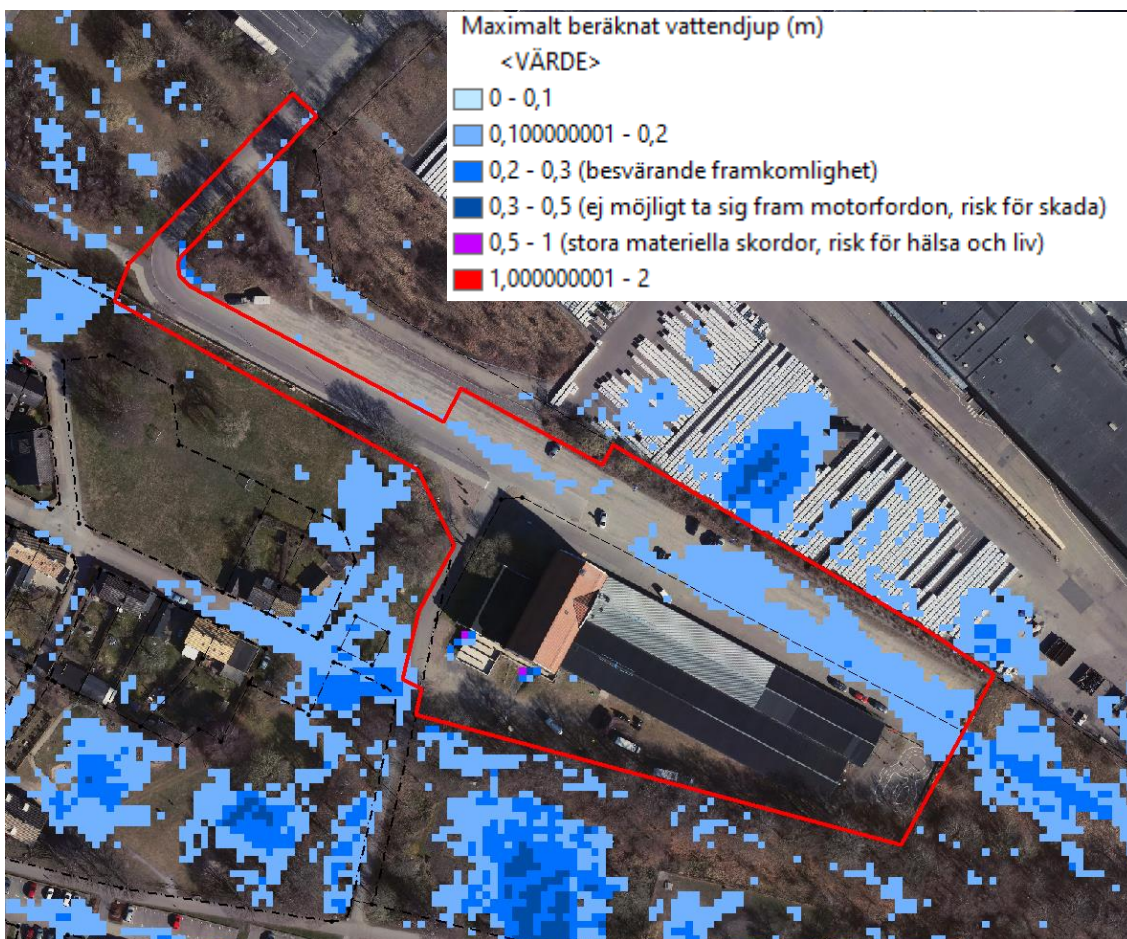 Maximalt beräknat vattendjup (m)
<VÄRDE>
0 - 0,1
0,100000001 - 0,2
0,2 - 0,3 (besvärande framkomlighet)
0,3 - 0,5 (ej möjligt ta sig fram motorfordon, risk för skada)
0,5 - 1 (stora materiella skordor, risk för hälsa och liv)
1,000000001 - 2